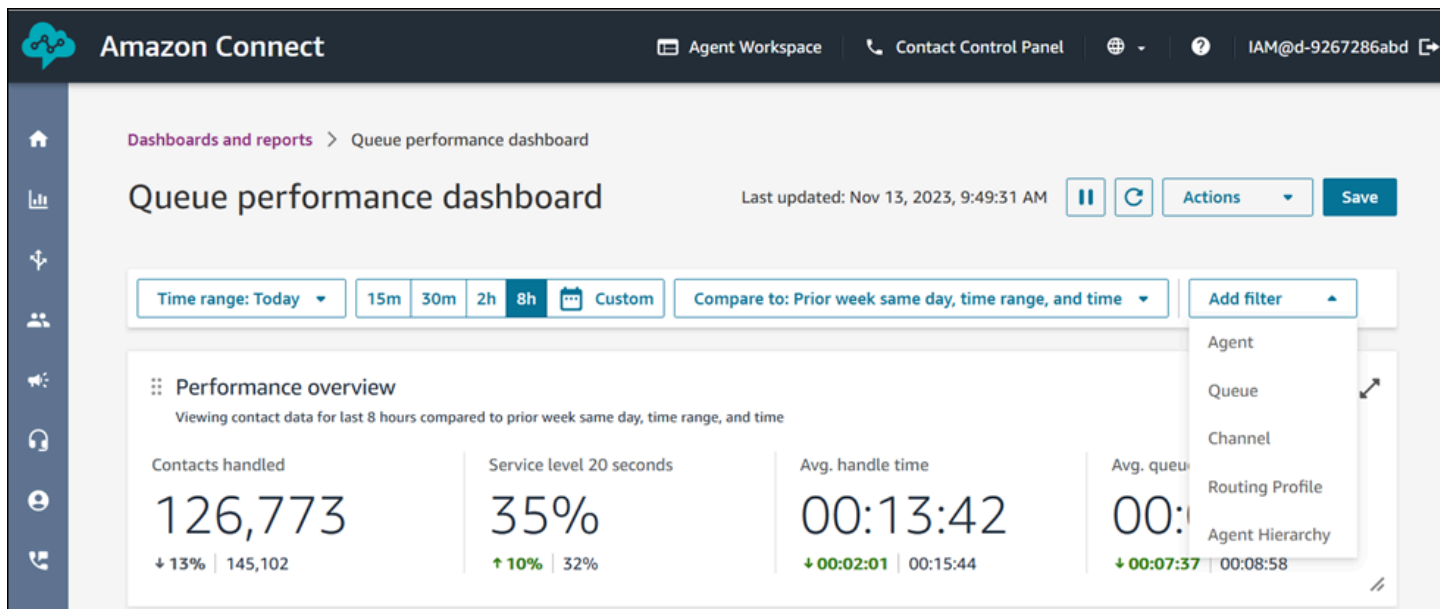 Amazon Connect Agent Workspace Contact Control Panel ? IAM@d-9267286abd
Dashboards and reports > Queue performance dashboard
Queue performance dashboard Last updated: Nov 13, 2023, 9:49:31 AM Actions Save
Time range: Today 15m 30m 2h 8h Custom Compare to: Prior week same day, time range, and time Add filter
Agent
Queue
Channel
Routing Profile
Agent Hierarchy
Performance overview
Viewing contact data for last 8 hours compared to prior week same day, time range, and time
Contacts handled Service level 20 seconds Avg. handle time Avg.
126,773 35% 00:13:42 00:
↓ 13% 145,102 ↑ 10% 32% ↓ 00:02:01 00:15:44 ↓ 00:07:37 00:08:58